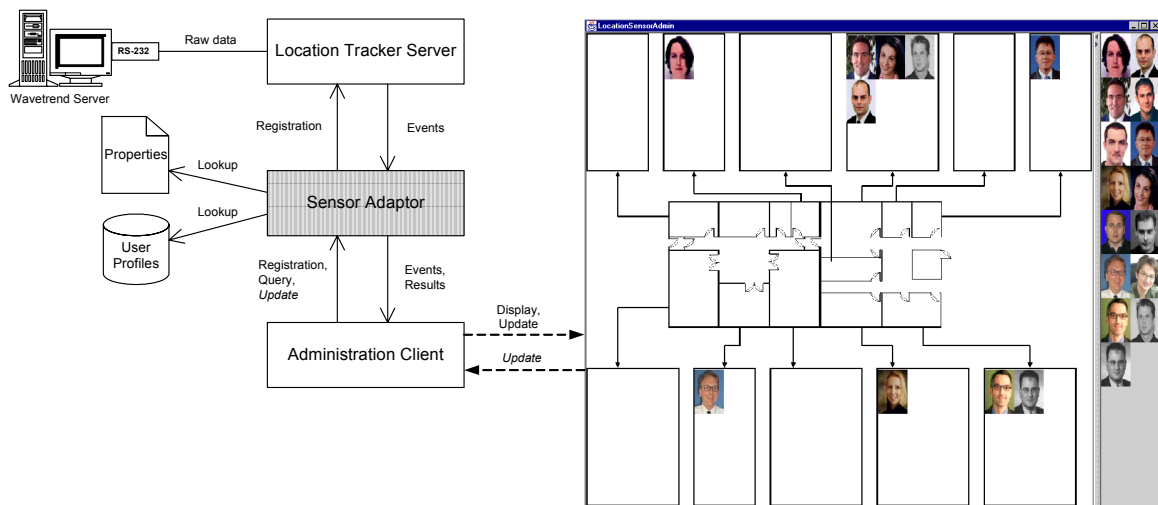 RS-232
Raw data
Location Tracker Server
Wavetrend Server
Registration
Events
Properties
Lookup
Sensor Adaptor
Lookup
User
Profiles
Registration,
Query,
Update
Events,
Results
Display,
Update
Administration Client
Update
LocationSensorAdmin